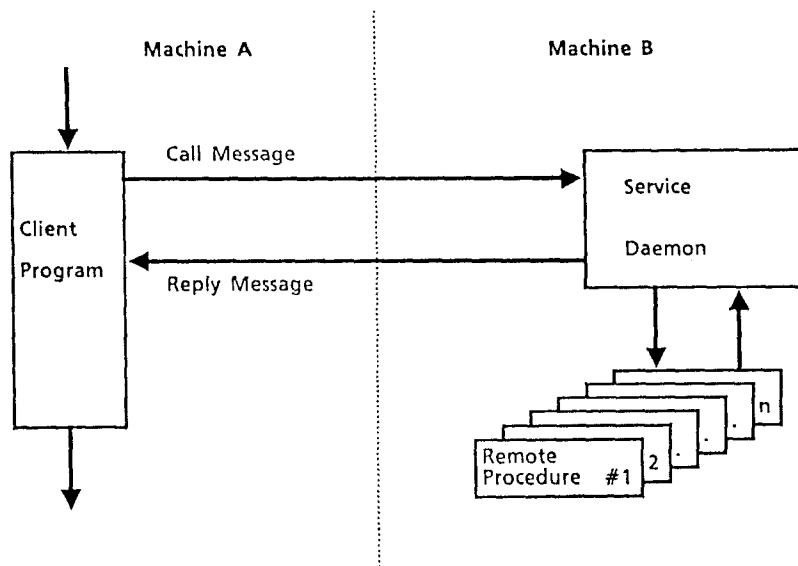 Machine A
Machine B
Call Message
Service
Daemon
Client
Program
Reply Message
Remote
Procedure #1
2
.
.
.
n